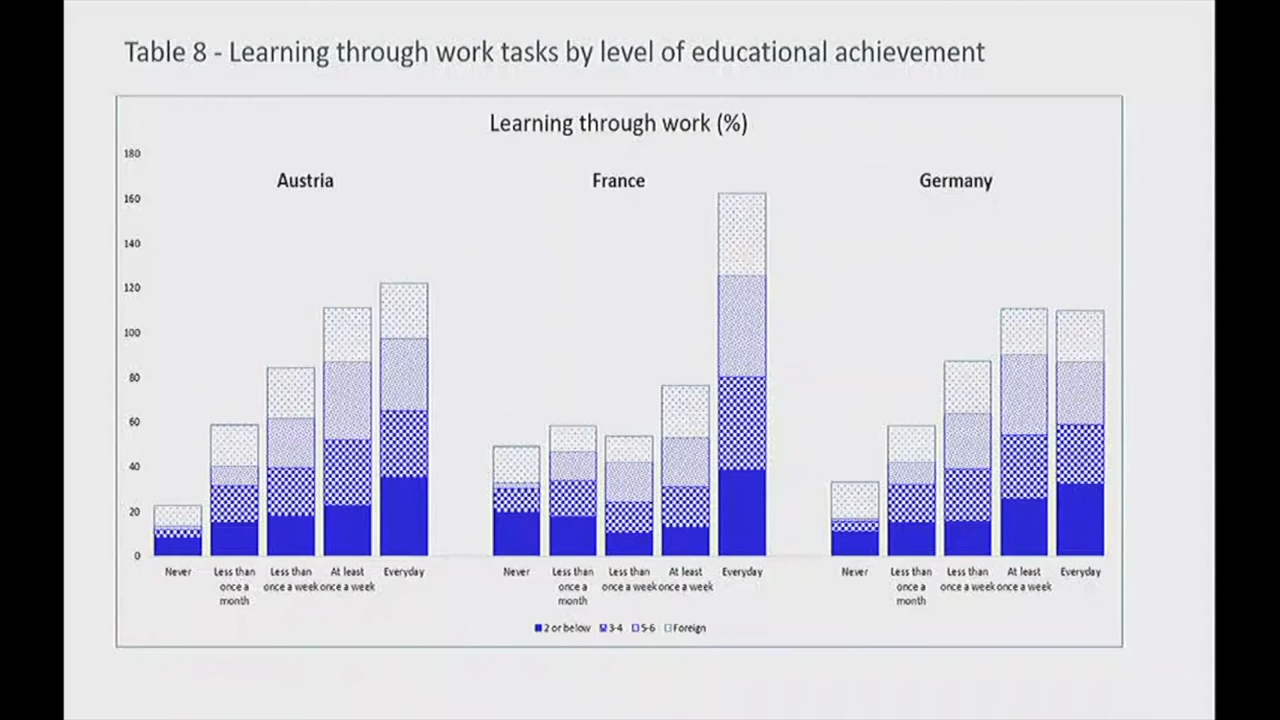 Table 8 - Learning through work tasks by level of educational achievement
Learning through work (%)
Austria
France
Germany
180
160
140
120
100
80
60
40
20
0
Never
Less than
once a
month
Less than
once a week
At least
once a week
Everyday
Never
Less than
once a
month
Less than
once a week
At least
once a week
Everyday
Never
Less than
once a
month
Less than
once a week
At least
once a week
Everyday
2 or below
3-4
5-6
Foreign